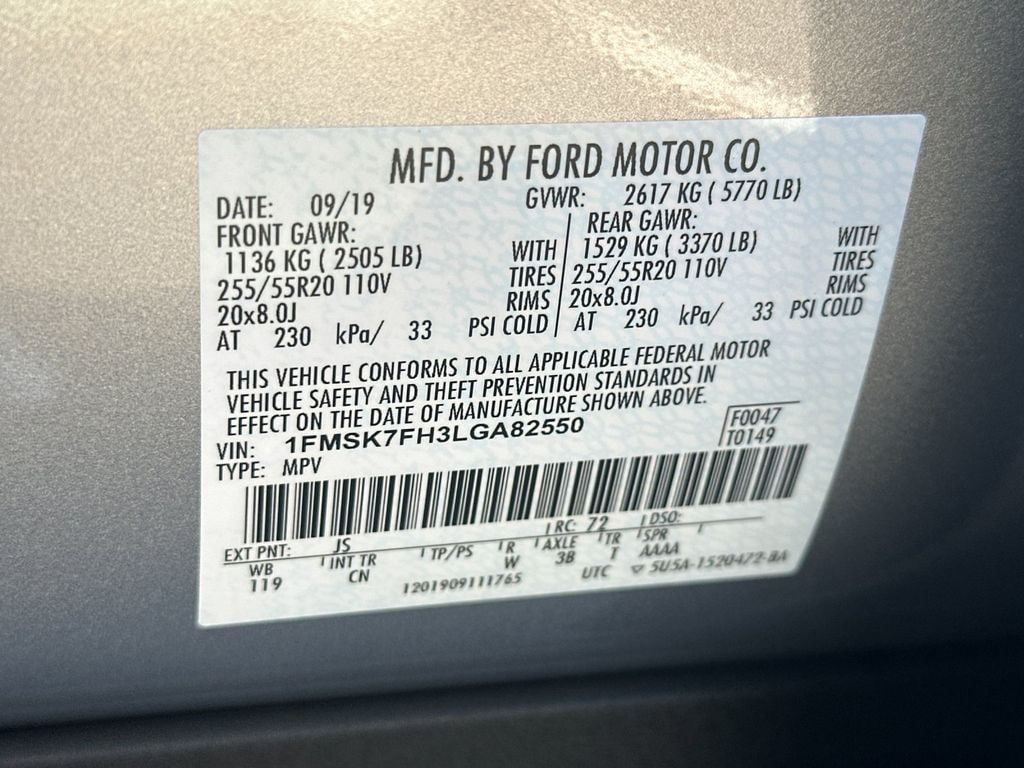 MFD. BY FORD MOTOR CO.
DATE: 09/19 GVWR: 2617 KG ( 5770 LB)
FRONT GAWR: REAR GAWR:
1136 KG ( 2505 LB) WITH 1529 KG ( 3370 LB) WITH
255/55R20 110V TIRES 255/55R20 110V TIRES
20x8.0J RIMS 20x8.0J RIMS
AT 230 kPa/ 33 PSI COLD AT 230 kPa/ 33 PSI COLD
THIS VEHICLE CONFORMS TO ALL APPLICABLE FEDERAL MOTOR
VEHICLE SAFETY AND THEFT PREVENTION STANDARDS IN
EFFECT ON THE DATE OF MANUFACTURE SHOWN ABOVE.
VIN: 1FMSK7FH3LGA82550 F0047
TYPE: MPV T0149
EXT PNT: JS RC: 72 DSO:
WB INT TR TP/PS R AXLE TR SPR
119 CN W 3B T AAAA
1201909111765 UTC ▽ 5U5A-1520472-BA